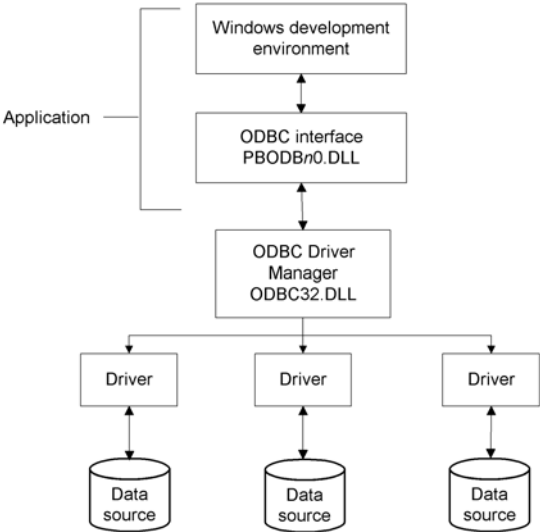 Windows development
environment
Application
ODBC interface
PBODBn0.DLL
ODBC Driver
Manager
ODBC32.DLL
Driver
Driver
Driver
Data
source
Data
source
Data
source